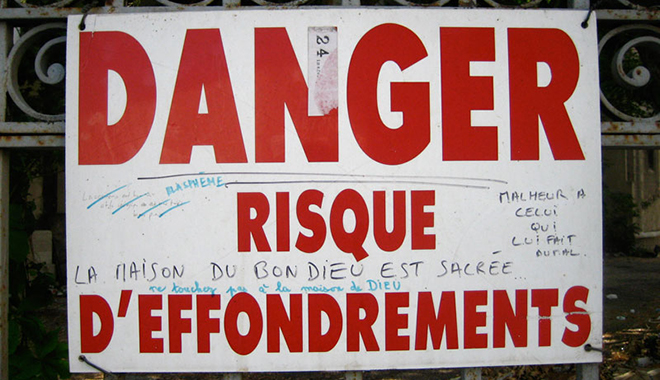 DANGER
24
BLASPHÈME
RISQUE
MALHEUR A
CELUI
QUI
LUI FAIT
DU MAL.
LA MAISON DU BON DIEU EST SACRÉE...
ne touchez pas à la maison de DIEU
D'EFFONDREMENTS